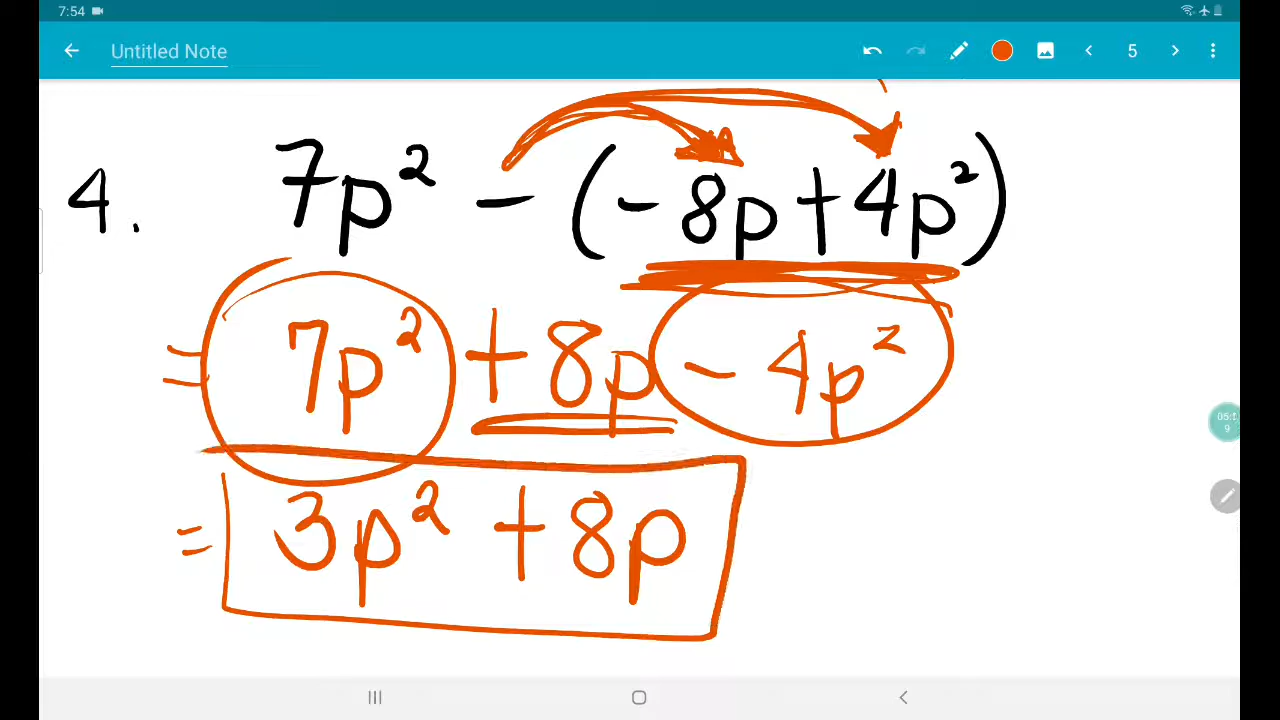 7:54
Untitled Note
5
4. 7p² - (-8p+4p²)
= 7p² +8p - 4p²
= 3p² +8p